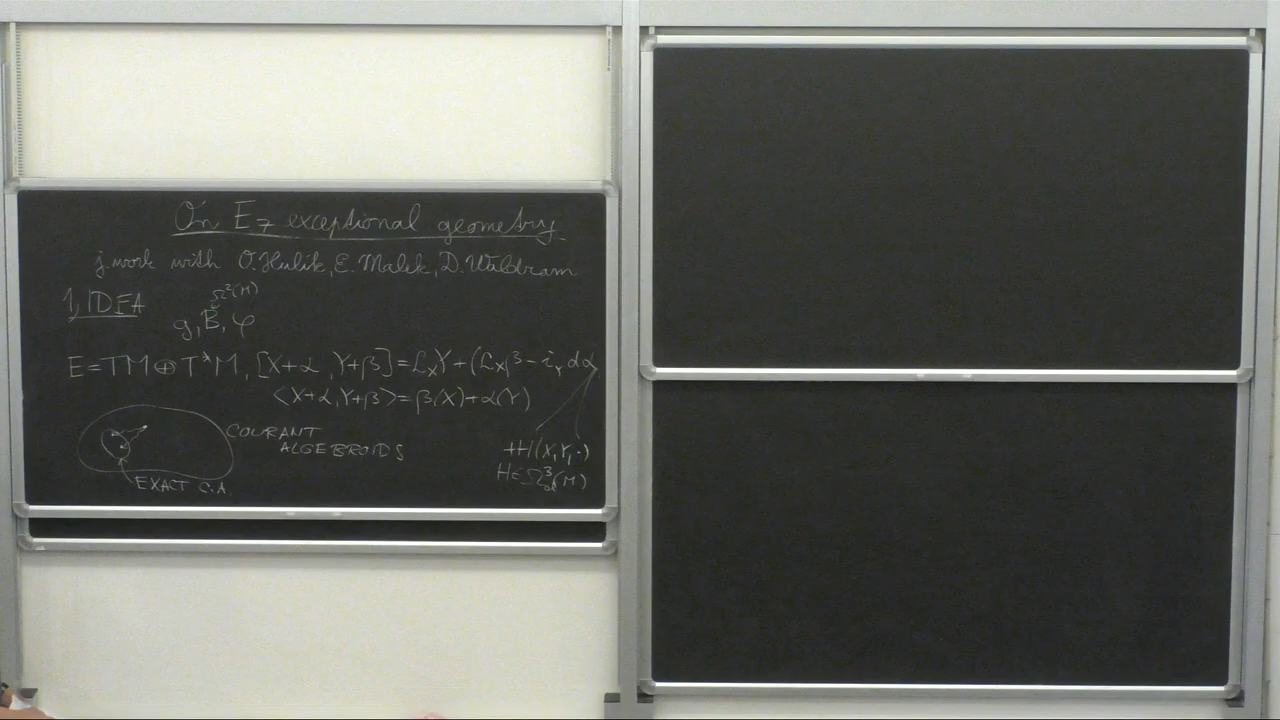 On E₇ exceptional geometry
j. work with O. Hulík, E. Malek, D. Waldram
1, IDEA
Ω²(M)
g, B, φ
E = TM ⊕ T*M, [X+α, Y+β] = L_X Y + (L_X β - i_Y dα
<X+α, Y+β> = β(X)+α(Y)
COURANT
ALGEBROIDS
+H(X,Y,·)
H∈Ω³_cl(M)
EXACT C.A.